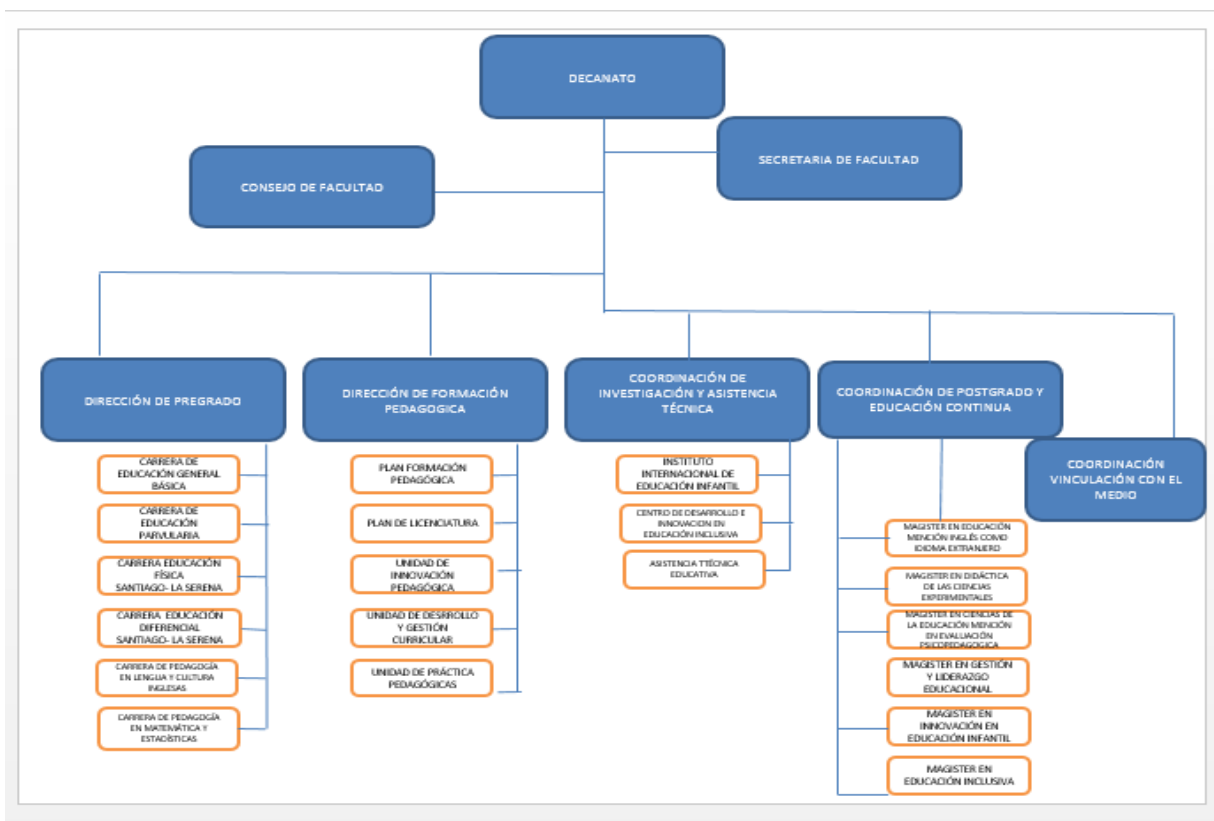 DECANATO
SECRETARIA DE FACULTAD
CONSEJO DE FACULTAD
DIRECCIÓN DE PREGRADO
CARRERA DE
EDUCACIÓN GENERAL
BÁSICA
CARRERA DE
EDUCACIÓN
PARVULARIA
CARRERA EDUCACIÓN
FÍSICA
SANTIAGO- LA SERENA
CARRERA EDUCACIÓN
DIFERENCIAL
SANTIAGO- LA SERENA
CARRERA DE PEDAGOGÍA
EN LENGUA Y CULTURA
INGLESAS
CARRERA DE PEDAGOGÍA
EN MATEMÁTICA Y
ESTADÍSTICAS
DIRECCIÓN DE FORMACIÓN
PEDAGOGICA
PLAN FORMACIÓN
PEDAGÓGICA
PLAN DE LICENCIATURA
UNIDAD DE
INNOVACIÓN
PEDAGÓGICA
UNIDAD DE DESRROLLO
Y GESTIÓN
CURRICULAR
UNIDAD DE PRÁCTICA
PEDAGÓGICAS
COORDINACIÓN DE
INVESTIGACIÓN Y ASISTENCIA
TÉCNICA
INSTITUTO
INTERNACIONAL DE
EDUCACIÓN INFANTIL
CENTRO DE DESARROLLO E
INNOVACION EN
EDUCACIÓN INCLUSIVA
ASISTENCIA TTÉCNICA
EDUCATIVA
COORDINACIÓN DE POSTGRADO Y
EDUCACIÓN CONTINUA
MAGISTER EN EDUCACIÓN
MENCIÓN INGLÉS COMO
IDIOMA EXTRANJERO
MAGISTER EN DIDÁCTICA
DE LAS CIENCIAS
EXPERIMENTALES
MAGISTER EN CIENCIAS DE
LA EDUCACIÓN MENCIÓN
EN EVALUACIÓN
PSICOPEDAGOGICA
MAGISTER EN GESTIÓN
Y LIDERAZGO
EDUCACIONAL
MAGISTER EN
INNOVACIÓN EN
EDUCACIÓN INFANTIL
MAGISTER EN
EDUCACIÓN INCLUSIVA
COORDINACIÓN
VINCULACIÓN CON EL
MEDIO